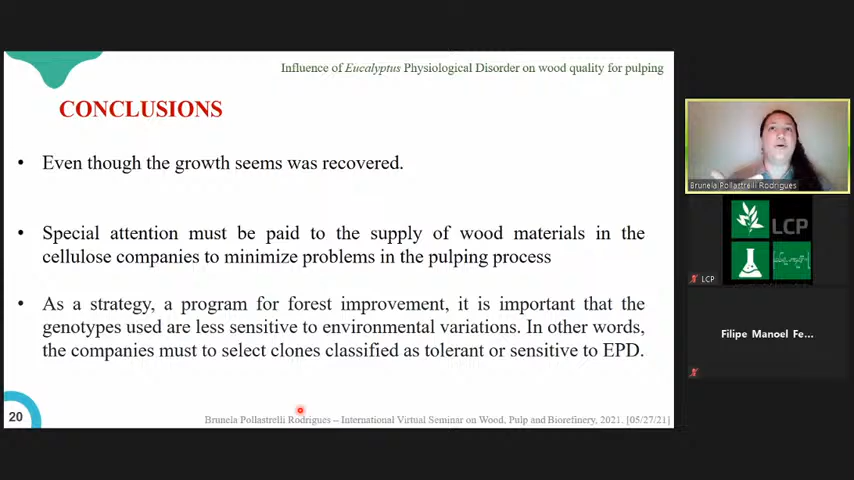 Influence of Eucalyptus Physiological Disorder on wood quality for pulping
CONCLUSIONS
• Even though the growth seems was recovered.
• Special attention must be paid to the supply of wood materials in the
cellulose companies to minimize problems in the pulping process
• As a strategy, a program for forest improvement, it is important that the
genotypes used are less sensitive to environmental variations. In other words,
the companies must to select clones classified as tolerant or sensitive to EPD.
20
Brunela Pollastrelli Rodrigues – International Virtual Seminar on Wood, Pulp and Biorefinery, 2021. [05/27/21]
Brunela Pollastrelli Rodrigues
LCP
LCP
Filipe Manoel Fe...